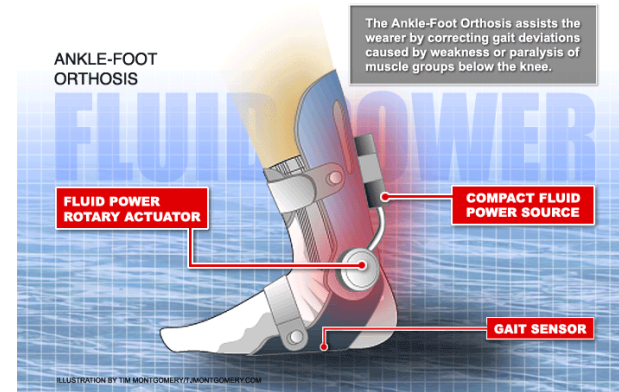 The Ankle-Foot Orthosis assists the
wearer by correcting gait deviations
caused by weakness or paralysis of
muscle groups below the knee.
ANKLE-FOOT
ORTHOSIS
FLUID POWER
FLUID POWER
ROTARY ACTUATOR
COMPACT FLUID
POWER SOURCE
GAIT SENSOR
ILLUSTRATION BY TIM MONTGOMERY/TJMONTGOMERY.COM